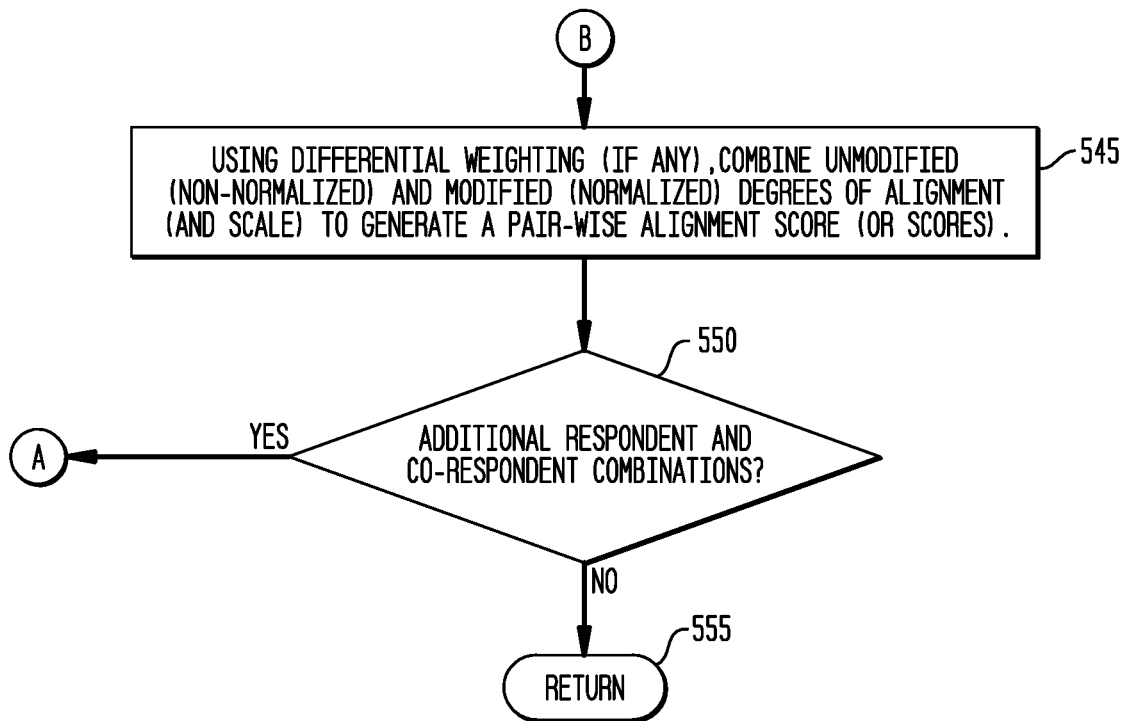 B
USING DIFFERENTIAL WEIGHTING (IF ANY),COMBINE UNMODIFIED
(NON-NORMALIZED) AND MODIFIED (NORMALIZED) DEGREES OF ALIGNMENT
(AND SCALE) TO GENERATE A PAIR-WISE ALIGNMENT SCORE (OR SCORES).
545
550
ADDITIONAL RESPONDENT AND
CO-RESPONDENT COMBINATIONS?
YES
A
NO
555
RETURN